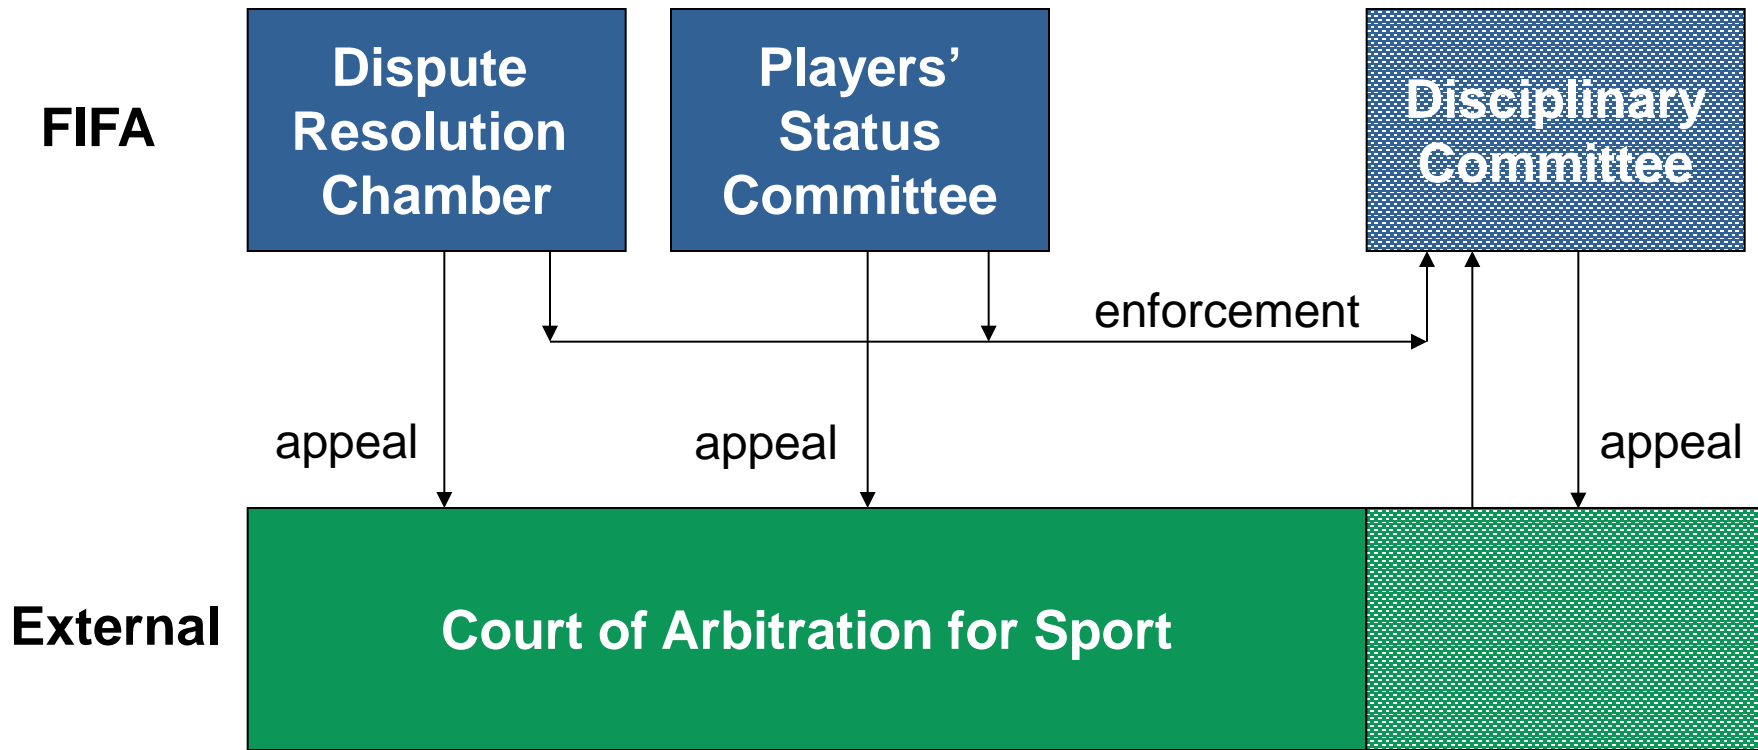 FIFA
Dispute
Resolution
Chamber
Players’
Status
Committee
Disciplinary
Committee
enforcement
appeal
appeal
appeal
External
Court of Arbitration for Sport